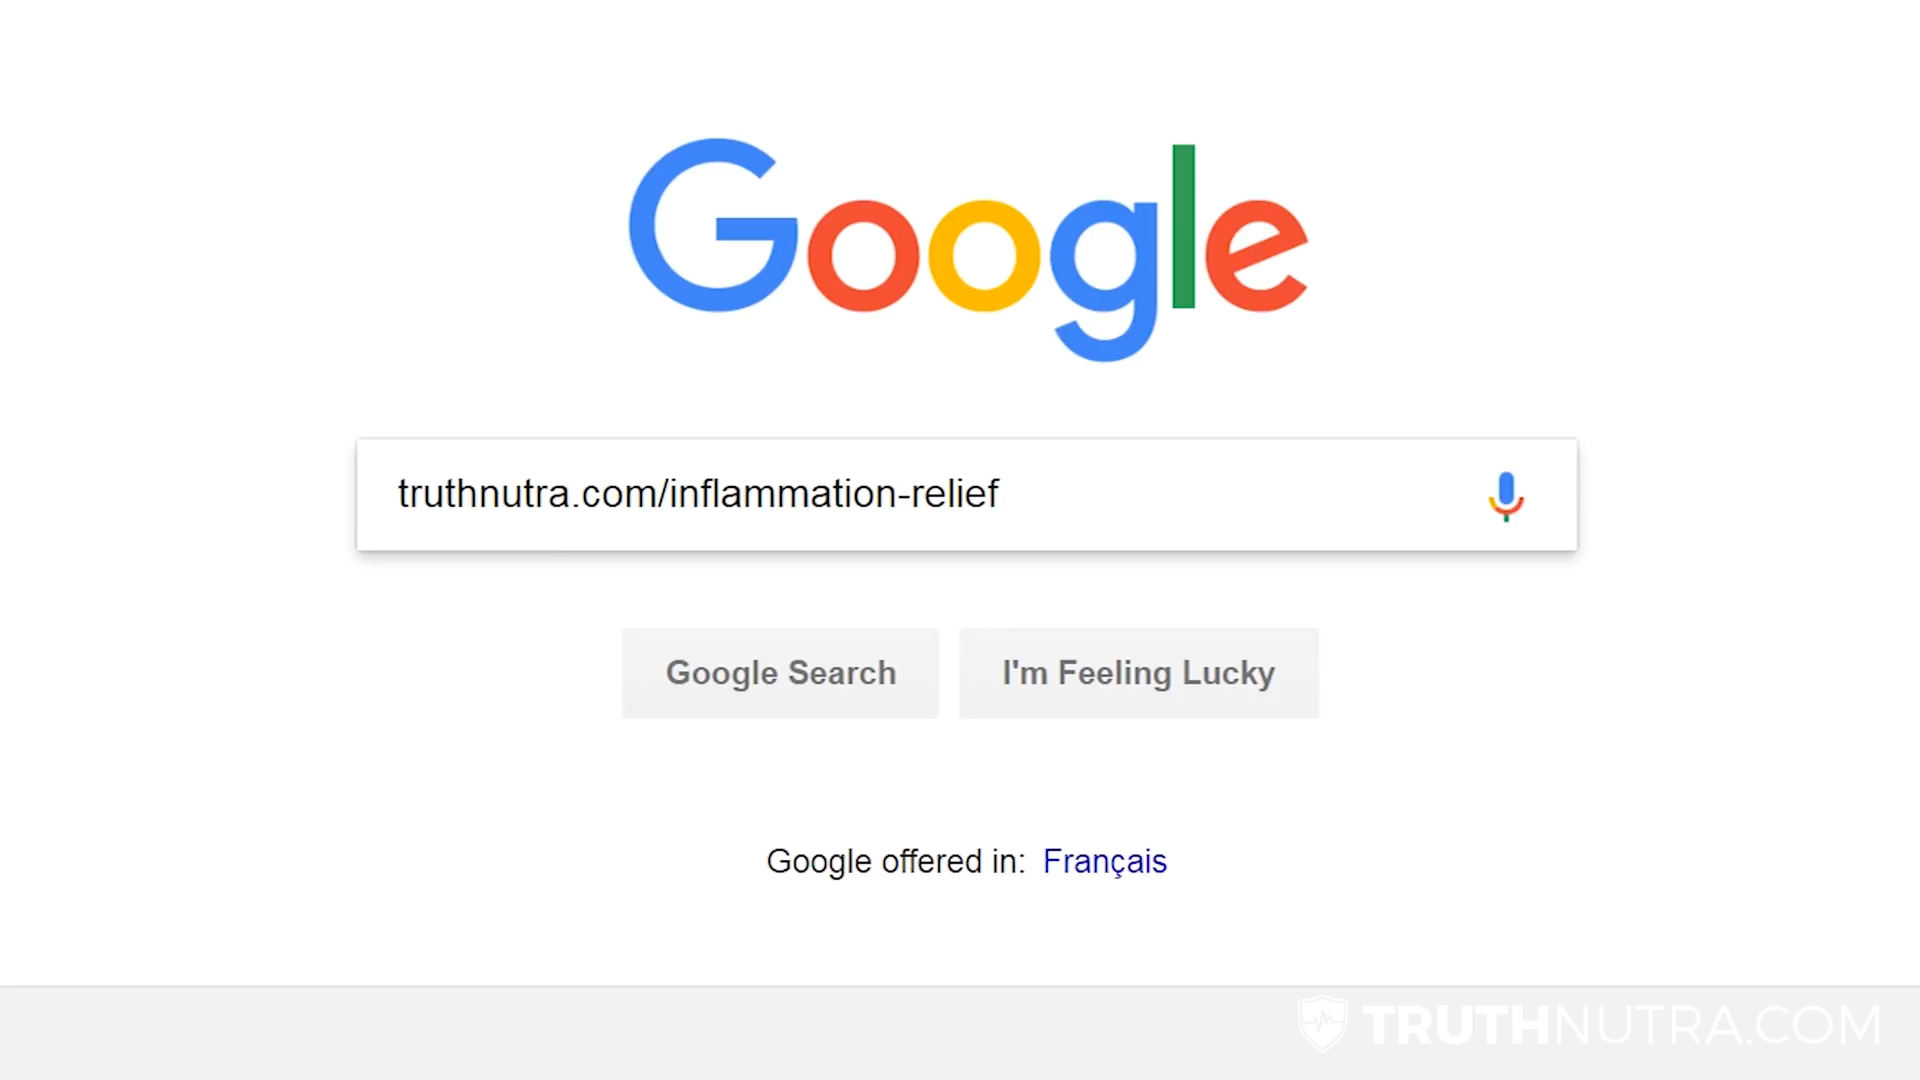 Google
truthnutra.com/inflammation-relief
Google Search
I'm Feeling Lucky
Google offered in: Français
TRUTHNUTRA.COM